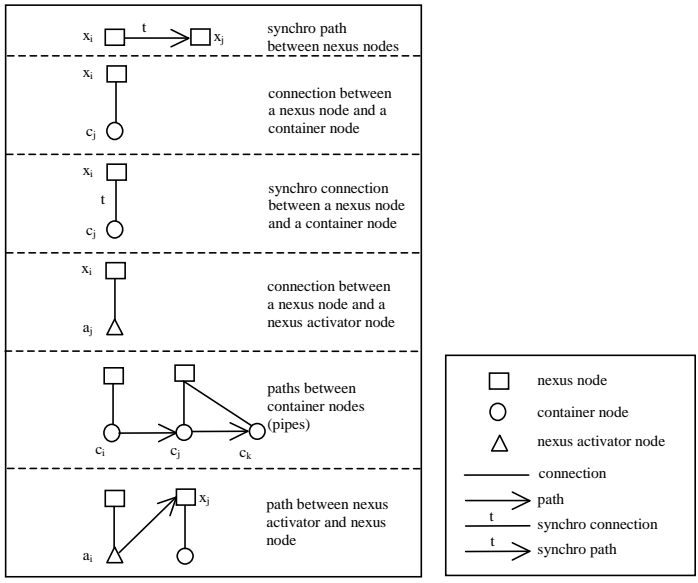 xi t xj synchro path
between nexus nodes
xi
connection between
a nexus node and a
cj container node
xi
synchro connection
t between a nexus node
cj and a container node
xi
connection between
a nexus node and a
aj nexus activator node
paths between
container nodes
(pipes)
ci cj ck
xj path between nexus
activator and nexus
ai node
nexus node
container node
nexus activator node
connection
path
t
synchro connection
t
synchro path